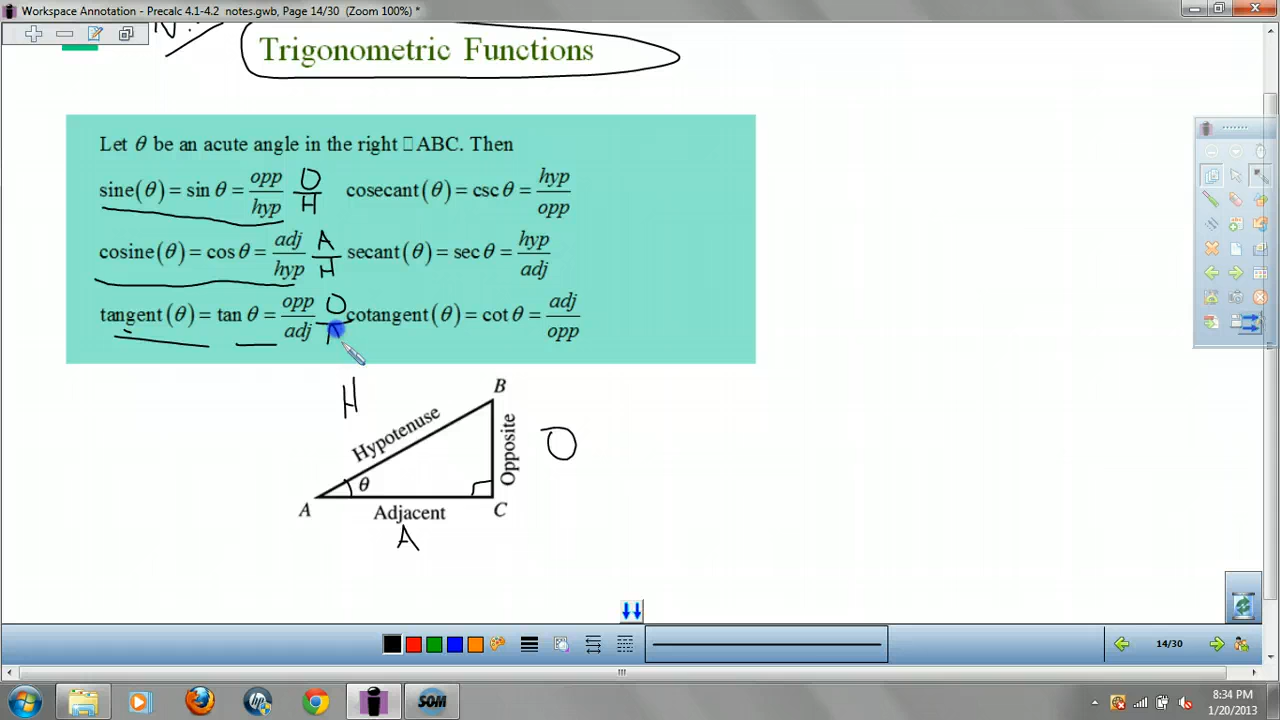 Workspace Annotation - Precalc 4.1-4.2 notes.gwb, Page 14/30 (Zoom 100%) *
Trigonometric Functions
Let θ be an acute angle in the right □ABC. Then
sine(θ) = sin θ = opp/hyp O/H cosecant(θ) = csc θ = hyp/opp
cosine(θ) = cos θ = adj/hyp A/H secant(θ) = sec θ = hyp/adj
tangent(θ) = tan θ = opp/adj O cotangent(θ) = cot θ = adj/opp
H
B
Hypotenuse
Opposite
O
θ
A
Adjacent
C
A
14/30
SOM
8:34 PM
1/20/2013